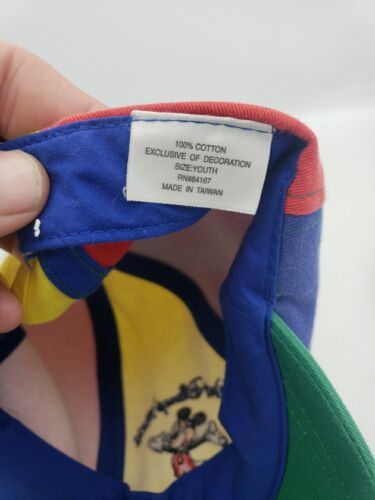 100% COTTON
EXCLUSIVE OF DECORATION
SIZE:YOUTH
RN#84167
MADE IN TAIWAN